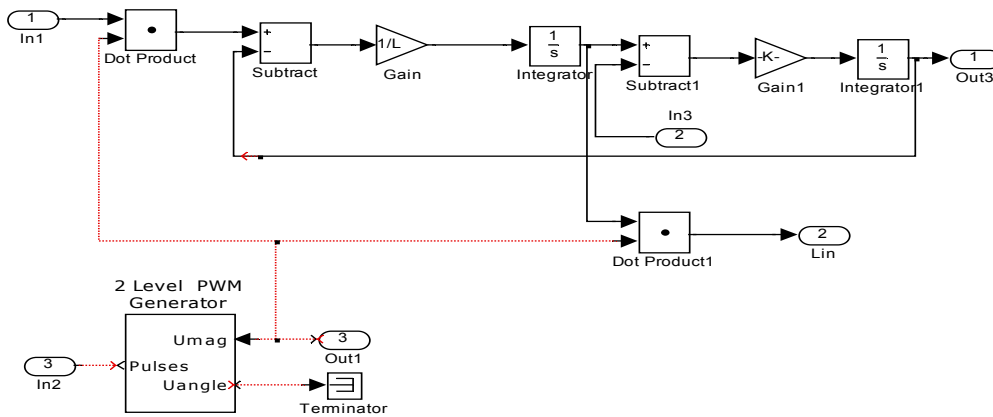 1
In1
Dot Product
+
−
Subtract
1/L
Gain
1
s
Integrator
+
−
Subtract1
-K-
Gain1
1
s
Integrator1
1
Out3
In3
2
Dot Product1
2
Lin
2 Level PWM
Generator
Umag
Pulses
Uangle
3
In2
3
Out1
Terminator